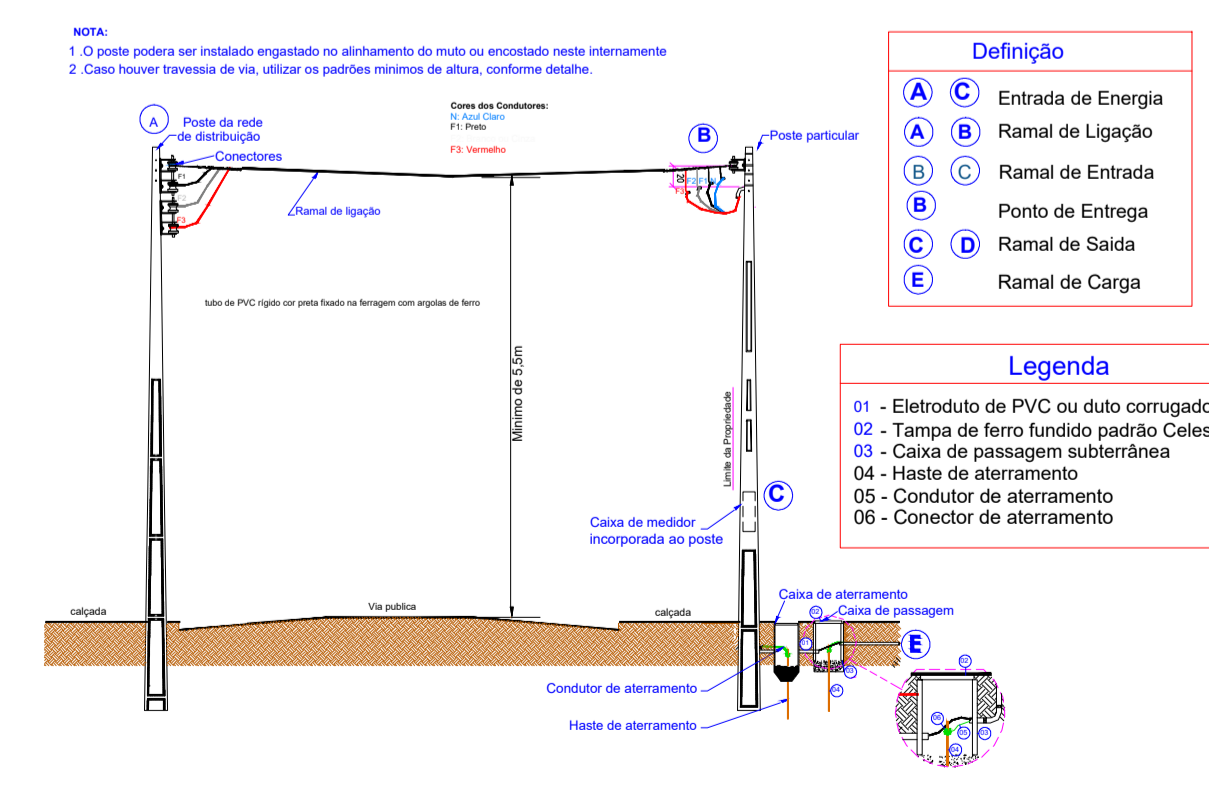 NOTA:
1 .O poste podera ser instalado engastado no alinhamento do muto ou encostado neste internamente
2 .Caso houver travessia de via, utilizar os padrões minimos de altura, conforme detalhe.
Cores dos Condutores:
N: Azul Claro
F1: Preto
F3: Vermelho
A
Poste da rede
de distribuição
Conectores
F1
F2
F3
Ramal de ligação
B
Poste particular
20
F2 F1 N
F3
tubo de PVC rígido cor preta fixado na ferragem com argolas de ferro
Minimo de 5,5m
Limite da Propriedade
C
Caixa de medidor
incorporada ao poste
calçada
Via publica
calçada
Caixa de aterramento
02
Caixa de passagem
01
E
03
04
Condutor de aterramento
Haste de aterramento
02
06
05
03
04
Definição
A C Entrada de Energia
A B Ramal de Ligação
B C Ramal de Entrada
B Ponto de Entrega
C D Ramal de Saida
E Ramal de Carga
Legenda
01 - Eletroduto de PVC ou duto corrugado
02 - Tampa de ferro fundido padrão Celes
03 - Caixa de passagem subterrânea
04 - Haste de aterramento
05 - Condutor de aterramento
06 - Conector de aterramento